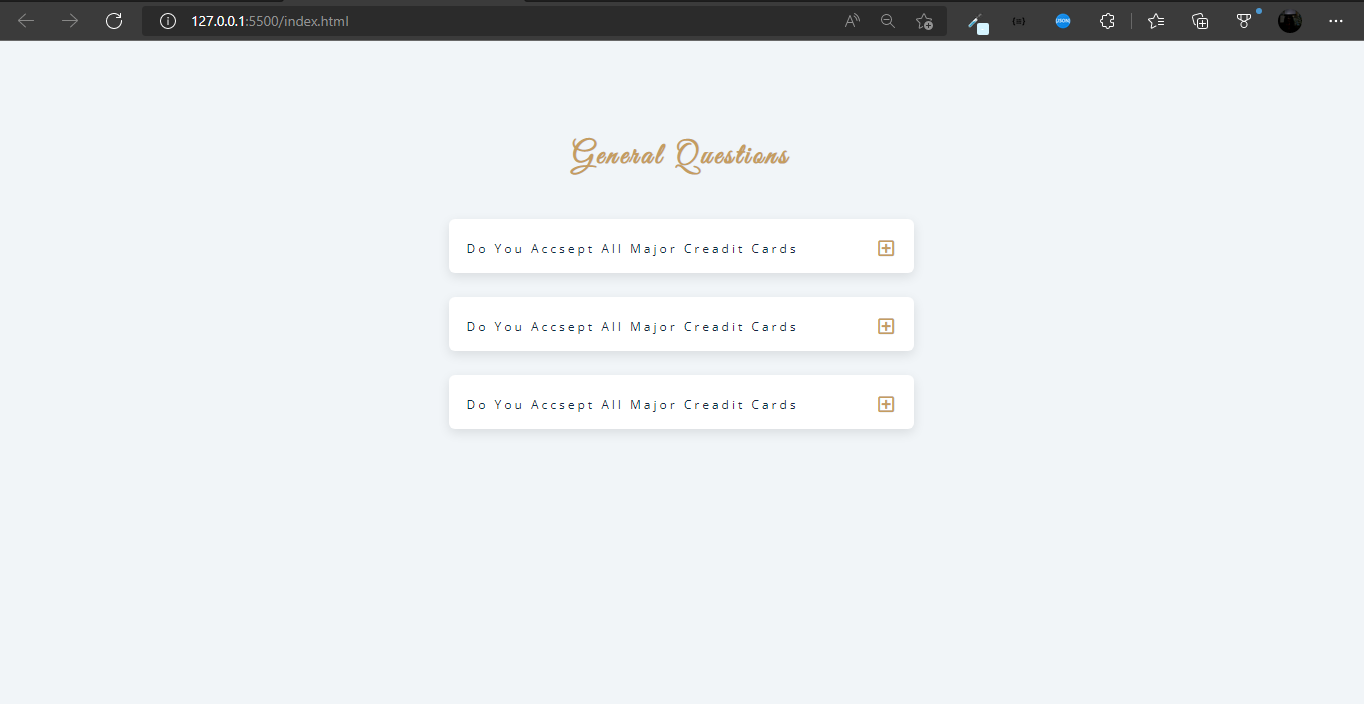 127.0.0.1:5500/index.html
General Questions
Do You Accsept All Major Creadit Cards
Do You Accsept All Major Creadit Cards
Do You Accsept All Major Creadit Cards